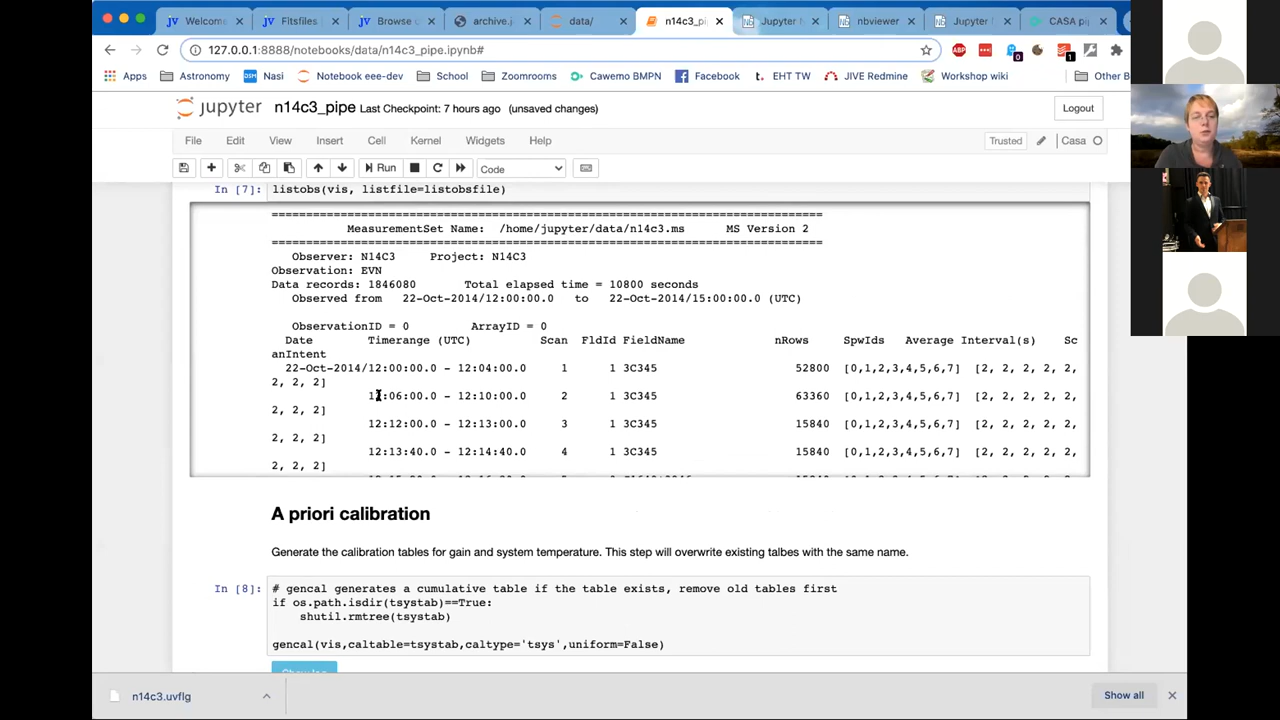 Welcome
Fitsfiles
Browse
archive.j
data/
n14c3_pi
Jupyter N
nbviewer
Jupyter
CASA pi
127.0.0.1:8888/notebooks/data/n14c3_pipe.ipynb#
Apps Astronomy Nasi Notebook eee-dev School Zoomrooms Cawemo BMPN Facebook EHT TW JIVE Redmine Workshop wiki Other B
jupyter n14c3_pipe Last Checkpoint: 7 hours ago (unsaved changes) Logout
File Edit View Insert Cell Kernel Widgets Help Trusted Casa
Run Code
In [7]: listobs(vis, listfile=listobsfile)
================================================================================
MeasurementSet Name: /home/jupyter/data/n14c3.ms MS Version 2
================================================================================
Observer: N14C3 Project: N14C3
Observation: EVN
Data records: 1846080 Total elapsed time = 10800 seconds
Observed from 22-Oct-2014/12:00:00.0 to 22-Oct-2014/15:00:00.0 (UTC)
ObservationID = 0 ArrayID = 0
Date Timerange (UTC) Scan FldId FieldName nRows SpwIds Average Interval(s) Sc
anIntent
22-Oct-2014/12:00:00.0 - 12:04:00.0 1 1 3C345 52800 [0,1,2,3,4,5,6,7] [2, 2, 2, 2, 2,
2, 2, 2]
12:06:00.0 - 12:10:00.0 2 1 3C345 63360 [0,1,2,3,4,5,6,7] [2, 2, 2, 2, 2,
2, 2, 2]
12:12:00.0 - 12:13:00.0 3 1 3C345 15840 [0,1,2,3,4,5,6,7] [2, 2, 2, 2, 2,
2, 2, 2]
12:13:40.0 - 12:14:40.0 4 1 3C345 15840 [0,1,2,3,4,5,6,7] [2, 2, 2, 2, 2,
2, 2, 2]
A priori calibration
Generate the calibration tables for gain and system temperature. This step will overwrite existing talbes with the same name.
In [8]: # gencal generates a cumulative table if the table exists, remove old tables first
if os.path.isdir(tsystab)==True:
shutil.rmtree(tsystab)
gencal(vis,caltable=tsystab,caltype='tsys',uniform=False)
n14c3.uvflg Show all